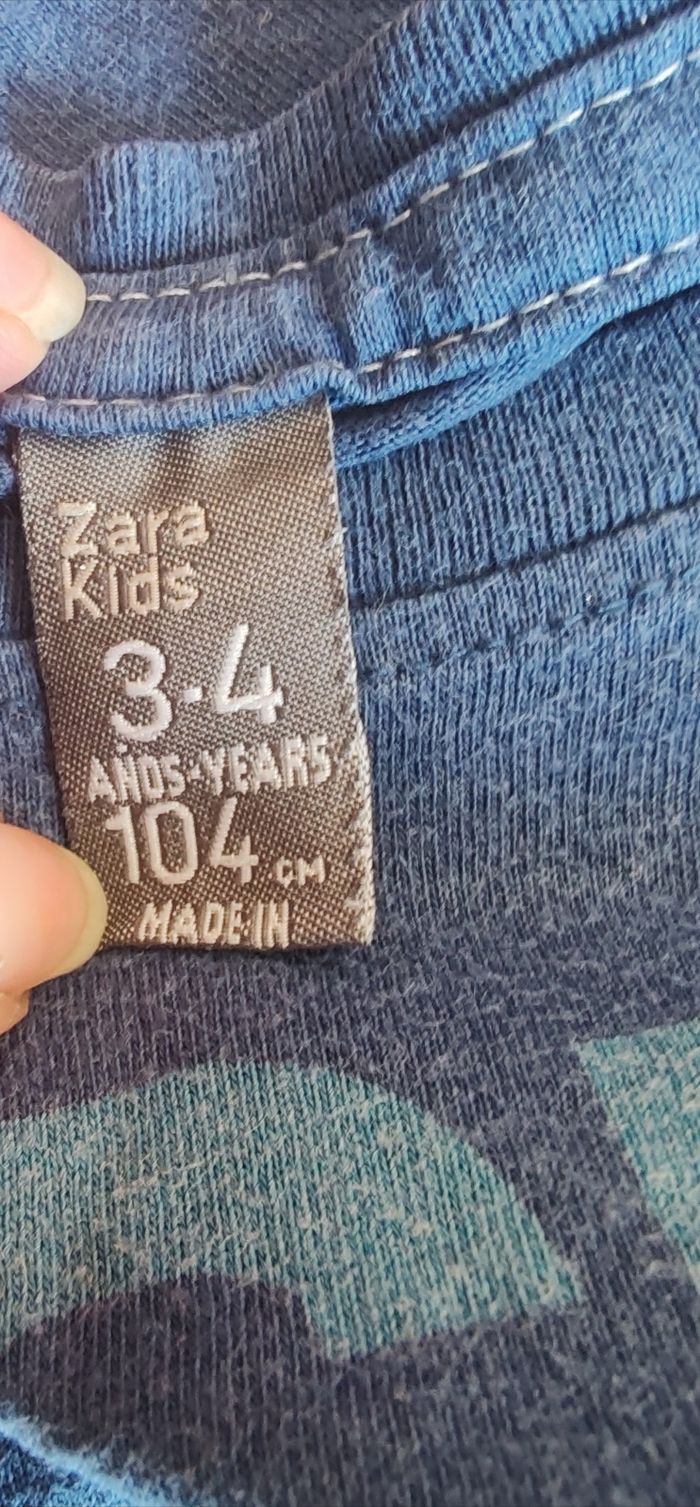 Zara
Kids
3-4
AÑOS-YEARS
104 CM
MADE IN